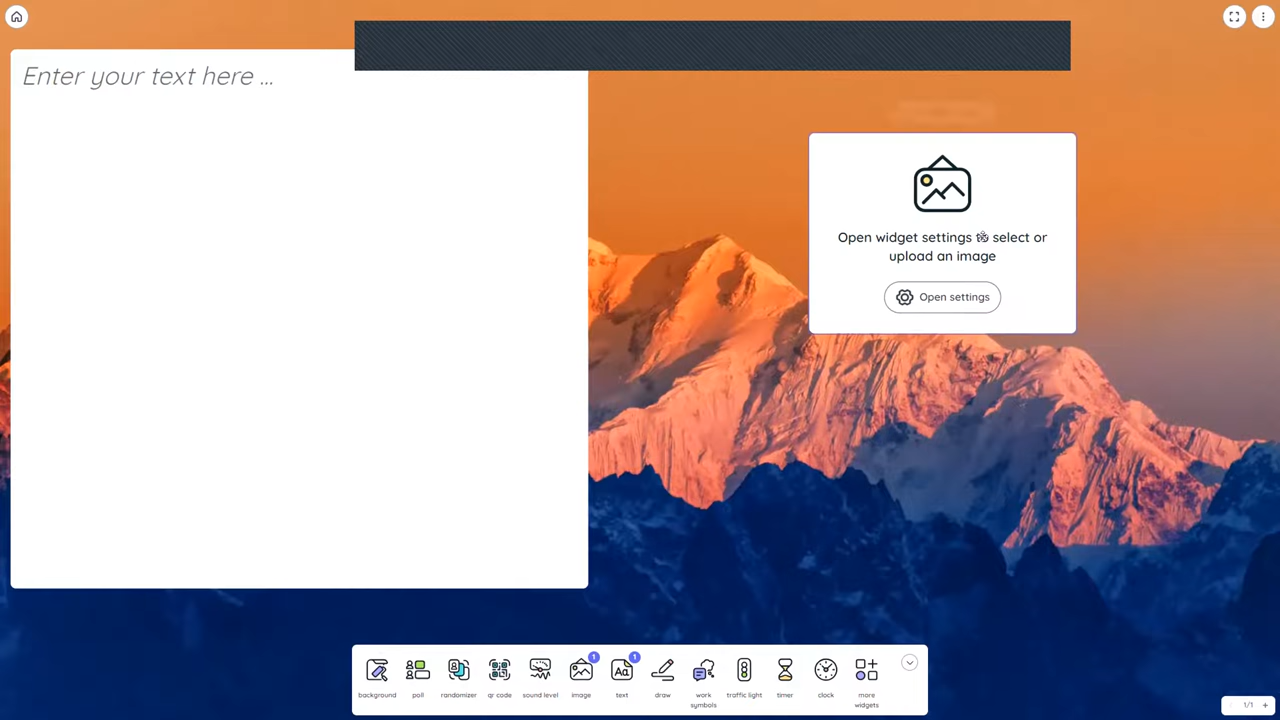 Enter your text here ...
Open widget settings to select or
upload an image
Open settings
1
1
background
poll
randomizer
qr code
sound level
image
text
draw
work
symbols
traffic light
timer
clock
more
widgets
1/1